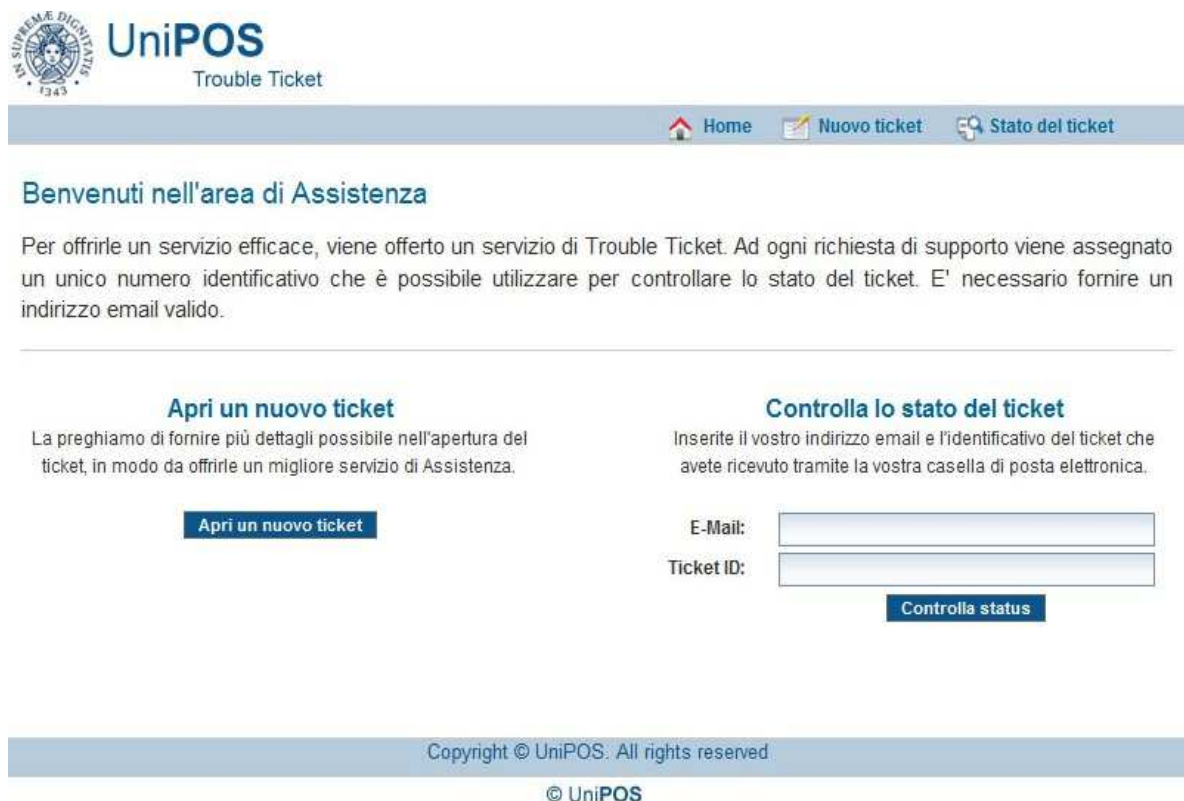 IN SUPREMÆ DIGNITATIS
· 1343 ·
UniPOS
Trouble Ticket
Home Nuovo ticket Stato del ticket
Benvenuti nell'area di Assistenza
Per offrirle un servizio efficace, viene offerto un servizio di Trouble Ticket. Ad ogni richiesta di supporto viene assegnato
un unico numero identificativo che è possibile utilizzare per controllare lo stato del ticket. E' necessario fornire un
indirizzo email valido.
Apri un nuovo ticket
La preghiamo di fornire più dettagli possibile nell'apertura del
ticket, in modo da offrirle un migliore servizio di Assistenza.
Apri un nuovo ticket
Controlla lo stato del ticket
Inserite il vostro indirizzo email e l'identificativo del ticket che
avete ricevuto tramite la vostra casella di posta elettronica.
E-Mail:
Ticket ID:
Controlla status
Copyright © UniPOS. All rights reserved
© UniPOS